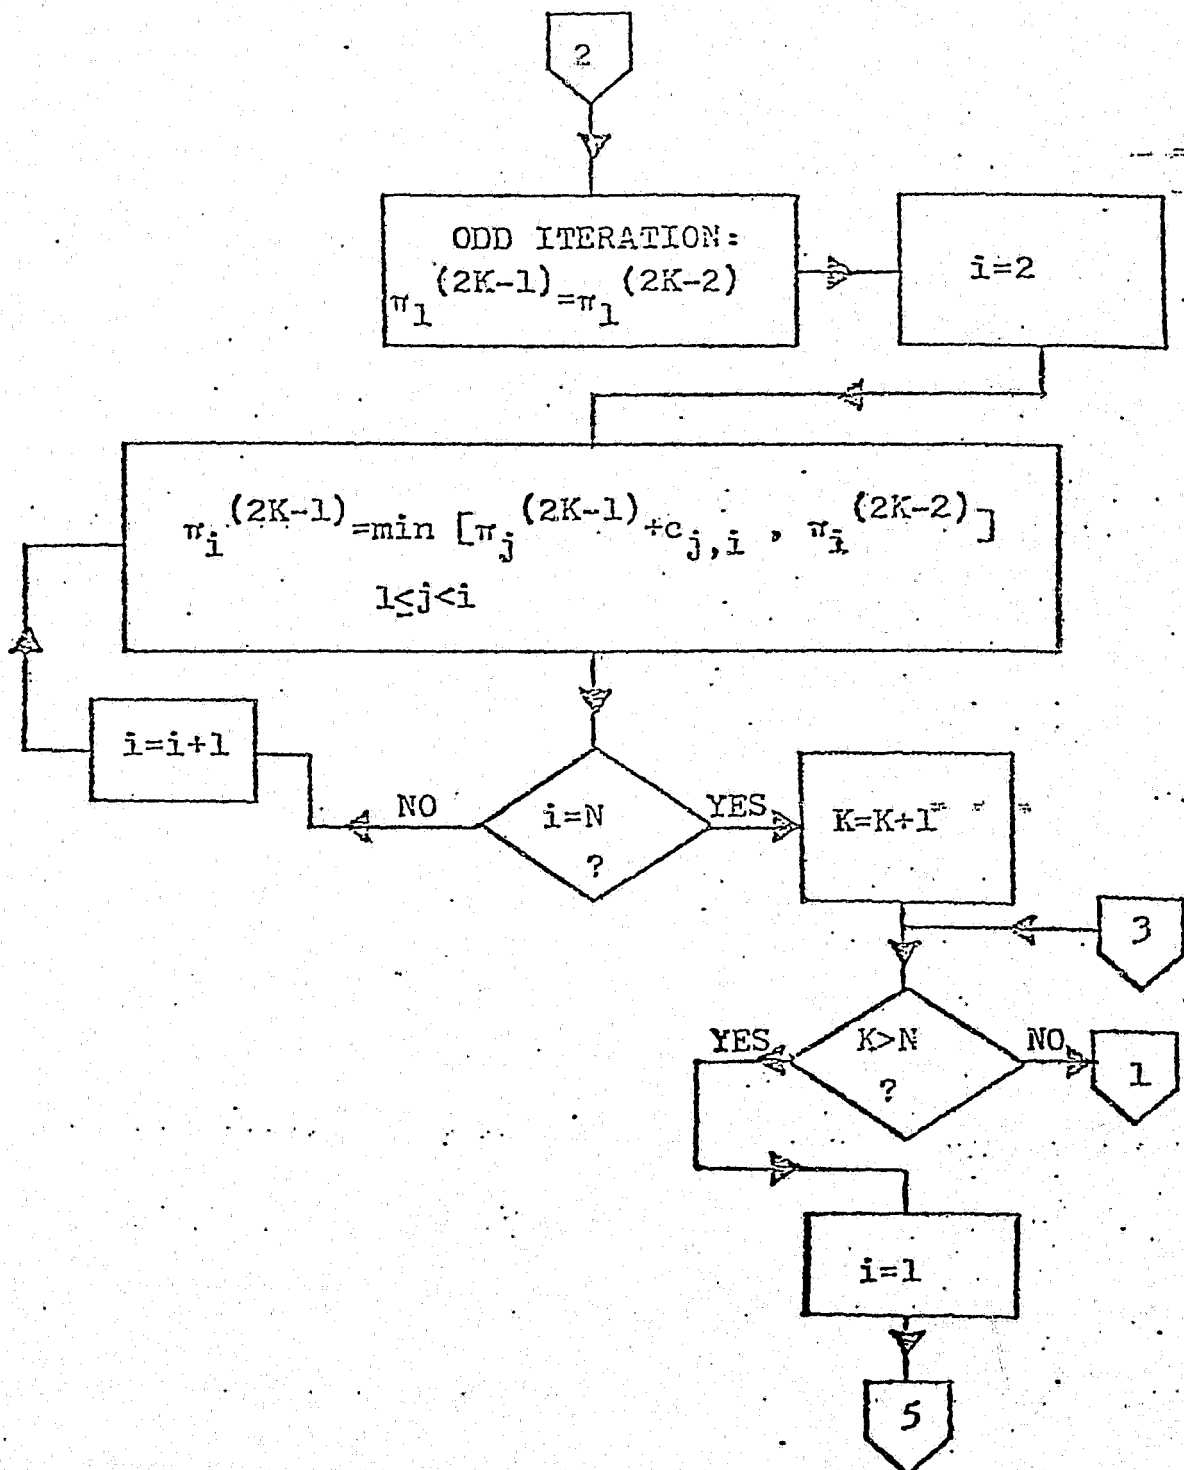 2
ODD ITERATION:
π₁^(2K-1)=π₁^(2K-2)
i=2
πᵢ^(2K-1)=min [πⱼ^(2K-1)+c_j,i , πᵢ^(2K-2)]
1≤j<i
i=i+1
NO
i=N
?
YES
K=K+1
3
YES
K>N
?
NO
1
i=1
5